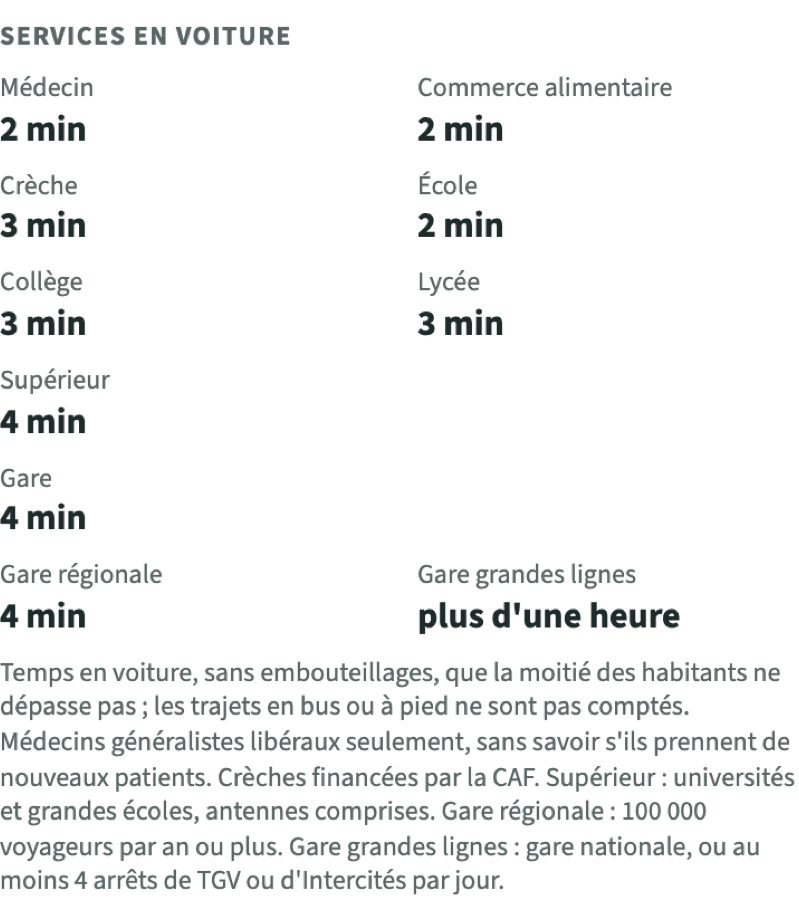 SERVICES EN VOITURE
Médecin
2 min
Commerce alimentaire
2 min
Crèche
3 min
École
2 min
Collège
3 min
Lycée
3 min
Supérieur
4 min
Gare
4 min
Gare régionale
4 min
Gare grandes lignes
plus d'une heure
Temps en voiture, sans embouteillages, que la moitié des habitants ne
dépasse pas ; les trajets en bus ou à pied ne sont pas comptés.
Médecins généralistes libéraux seulement, sans savoir s'ils prennent de
nouveaux patients. Crèches financées par la CAF. Supérieur : universités
et grandes écoles, antennes comprises. Gare régionale : 100 000
voyageurs par an ou plus. Gare grandes lignes : gare nationale, ou au
moins 4 arrêts de TGV ou d'Intercités par jour.